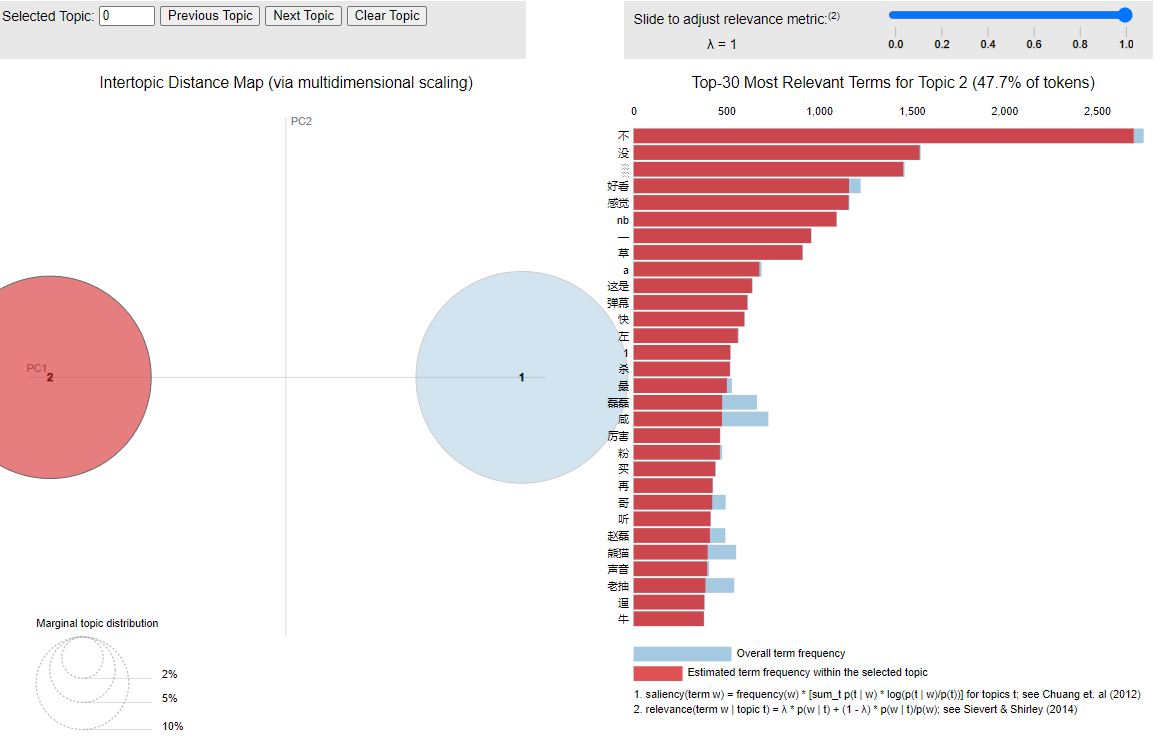 Selected Topic: 0 Previous Topic Next Topic Clear Topic
Slide to adjust relevance metric:(2)
λ = 1
0.0 0.2 0.4 0.6 0.8 1.0
Intertopic Distance Map (via multidimensional scaling)
PC2
PC1
2
1
Marginal topic distribution
2%
5%
10%
Top-30 Most Relevant Terms for Topic 2 (47.7% of tokens)
0 500 1,000 1,500 2,000 2,500
不
没
好看
感觉
nb
一
草
a
这是
弹幕
快
左
1
杀
最
磊磊
咸
厉害
粉
买
再
哥
听
赵磊
熊猫
声音
老抽
逼
牛
Overall term frequency
Estimated term frequency within the selected topic
1. saliency(term w) = frequency(w) * [sum_t p(t | w) * log(p(t | w)/p(t))] for topics t; see Chuang et. al (2012)
2. relevance(term w | topic t) = λ * p(w | t) + (1 - λ) * p(w | t)/p(w); see Sievert & Shirley (2014)